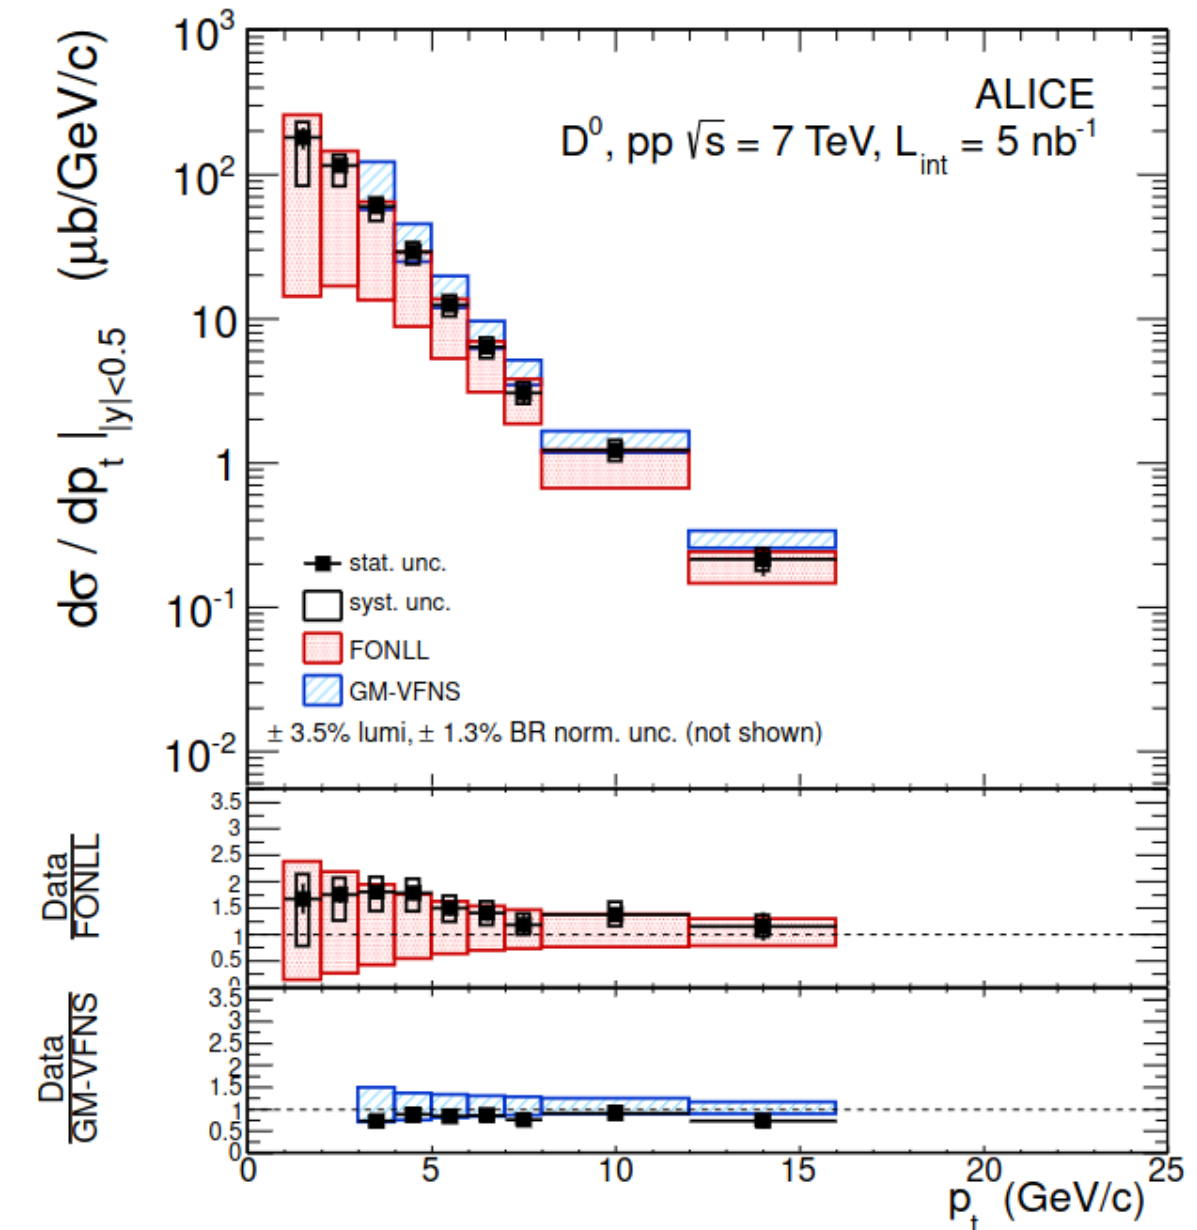 10³
10²
10
1
10⁻¹
10⁻²
dσ / dpₜ ||y|<0.5 (μb/GeV/c)
ALICE
D⁰, pp √s = 7 TeV, Lint = 5 nb⁻¹
stat. unc.
syst. unc.
FONLL
GM-VFNS
± 3.5% lumi, ± 1.3% BR norm. unc. (not shown)
Data
FONLL
3.5
3
2.5
2
1.5
1
0.5
0
Data
GM-VFNS
3.5
3
2.5
2
1.5
1
0.5
0
0 5 10 15 20 25
pₜ (GeV/c)